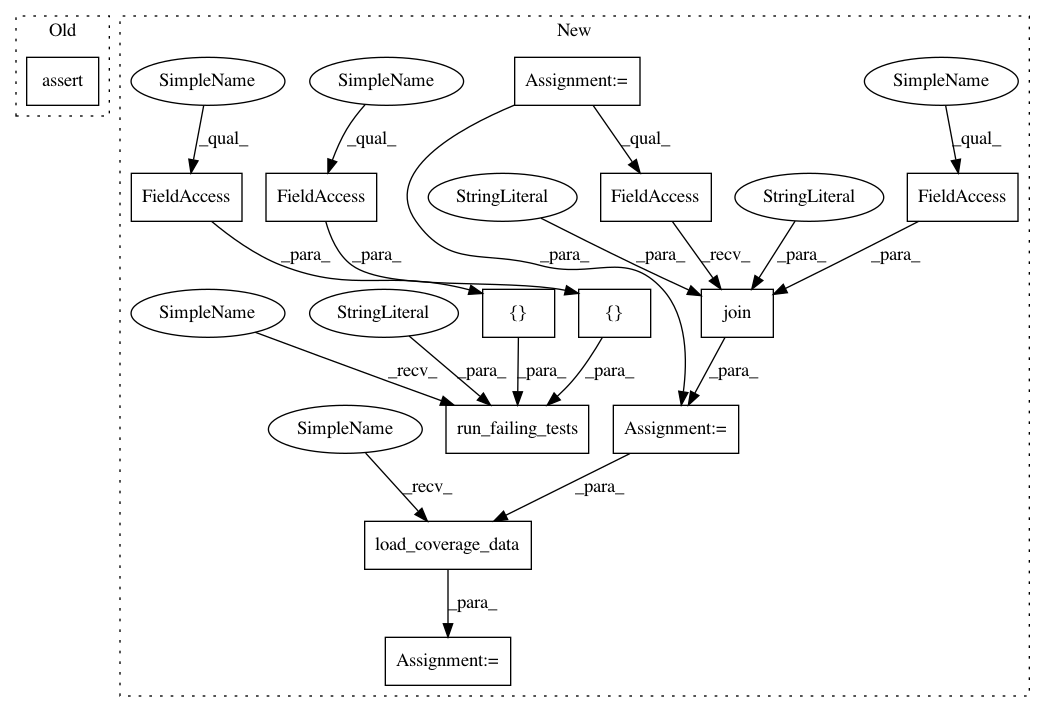 Old
New
assert
SimpleName
SimpleName
Assignment:=
SimpleName
_qual_
_qual_
_qual_
_qual_
FieldAccess
FieldAccess
StringLiteral
FieldAccess
StringLiteral
FieldAccess
_para_
_para_
_para_
_para_
_recv_
_para_
_para_
SimpleName
StringLiteral
{}
{}
join
_recv_
_para_
_para_
_para_
_para_
SimpleName
run_failing_tests
Assignment:=
_recv_
_para_
load_coverage_data
_para_
Assignment:=